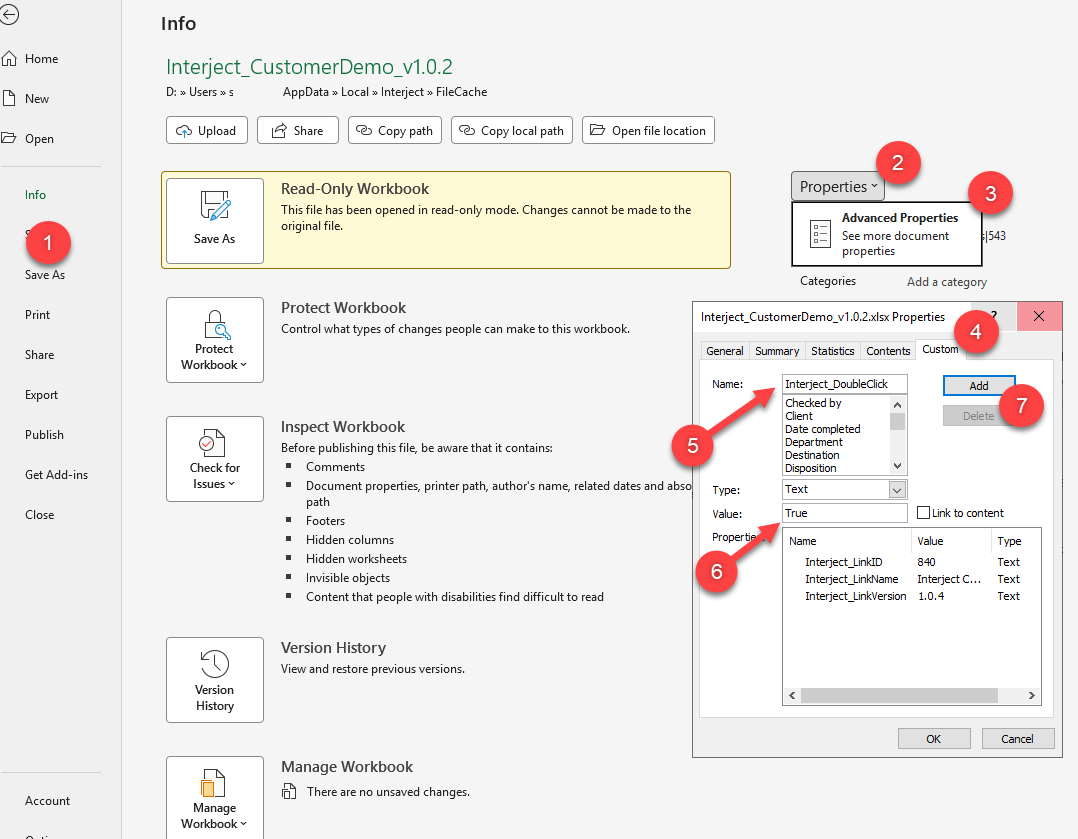 Info
Home
New
Open
Info
1
Save As
Print
Share
Export
Publish
Get Add-ins
Close
Account
Interject_CustomerDemo_v1.0.2
D: » Users » s AppData » Local » Interject » FileCache
Upload
Share
Copy path
Copy local path
Open file location
Save As
Read-Only Workbook
This file has been opened in read-only mode. Changes cannot be made to the
original file.
Protect
Workbook
Protect Workbook
Control what types of changes people can make to this workbook.
Check for
Issues
Inspect Workbook
Before publishing this file, be aware that it contains:
Comments
Document properties, printer path, author's name, related dates and abso
path
Footers
Hidden columns
Hidden worksheets
Invisible objects
Content that people with disabilities find difficult to read
Version
History
Version History
View and restore previous versions.
Manage
Workbook
Manage Workbook
There are no unsaved changes.
Properties
2
3
Advanced Properties
See more document
properties
s|543
Categories Add a category
Interject_CustomerDemo_v1.0.2.xlsx Properties
?
4
General Summary Statistics Contents Custom
Name: Interject_DoubleClick
Add
Checked by
Client
Date completed
Department
Destination
Disposition
Delete
7
5
Type: Text
Value: True
Link to content
6
Propertie
Name Value Type
Interject_LinkID 840 Text
Interject_LinkName Interject C... Text
Interject_LinkVersion 1.0.4 Text
OK
Cancel